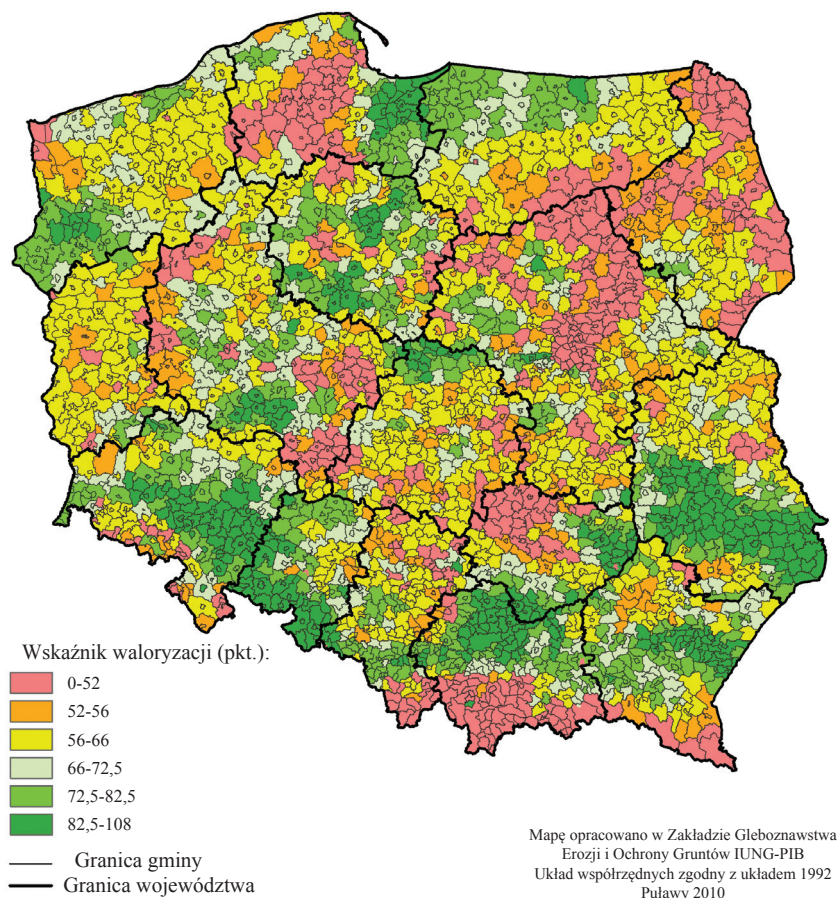 Wskaźnik waloryzacji (pkt.):
0-52
52-56
56-66
66-72,5
72,5-82,5
82,5-108
Granica gminy
Granica województwa
Mapę opracowano w Zakładzie Gleboznawstwa
Erozji i Ochrony Gruntów IUNG-PIB
Układ współrzędnych zgodny z układem 1992
Puławy 2010